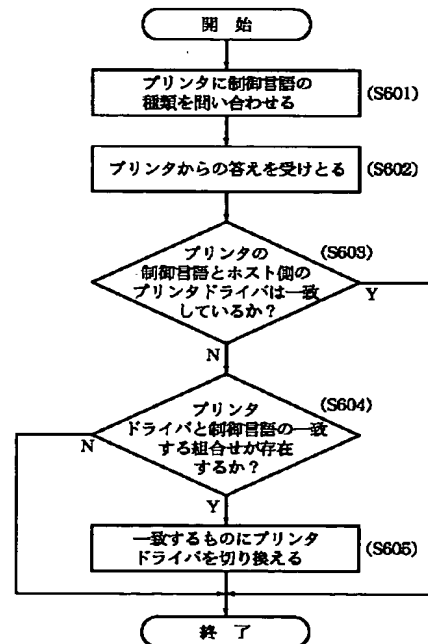 開 始
プリンタに制御言語の
種類を問い合わせる
(S601)
プリンタからの答えを受けとる
(S602)
(S603)
プリンタの
制御言語とホスト側の
プリンタドライバは一致
しているか？
Y
N
(S604)
プリンタ
ドライバと制御言語の一致
する組合せが存在
するか？
N
Y
一致するものにプリンタ
ドライバを切り換える
(S605)
終 了